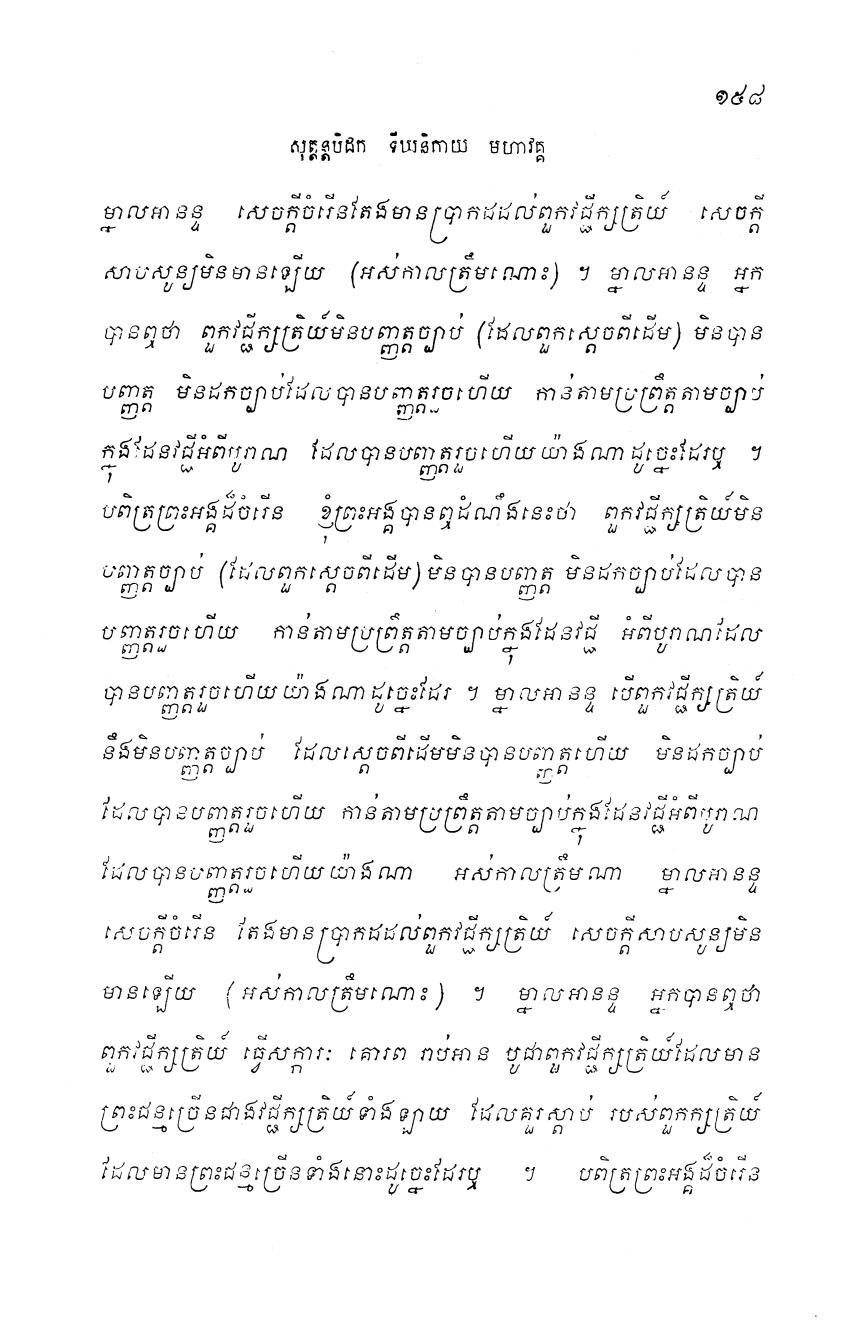 ១៥៨
សុត្តន្តបិដក ទីឃនិកាយ មហាវគ្គ
ម្នាលអានន្ទ សេចក្តីចំរើនតែងមានប្រាកដដល់ពួកវជ្ជីក្សត្រិយ៍ សេចក្តី
សាបសូន្យមិនមានឡើយ (អស់កាលត្រឹមណោះ) ។ ម្នាលអានន្ទ អ្នក
បានឮថា ពួកវជ្ជីក្សត្រិយ៍មិនបញ្ញត្តច្បាប់ (ដែលពួកស្តេចពីដើម) មិនបាន
បញ្ញត្ត មិនដកច្បាប់ដែលបានបញ្ញត្តរួចហើយ កាន់តាមប្រព្រឹត្តតាមច្បាប់
ក្នុងដែនវជ្ជីអំពីបូរាណ ដែលបានបញ្ញត្តរួចហើយយ៉ាងណាដូច្នេះដែរឬ ។
បពិត្រព្រះអង្គដ៏ចំរើន ខ្ញុំព្រះអង្គបានឮដំណឹងនេះថា ពួកវជ្ជីក្សត្រិយ៍មិន
បញ្ញត្តច្បាប់ (ដែលពួកស្តេចពីដើម) មិនបានបញ្ញត្ត មិនដកច្បាប់ដែលបាន
បញ្ញត្តរួចហើយ កាន់តាមប្រព្រឹត្តតាមច្បាប់ក្នុងដែនវជ្ជី អំពីបូរាណដែល
បានបញ្ញត្តរួចហើយយ៉ាងណាដូច្នេះដែរ ។ ម្នាលអានន្ទ បើពួកវជ្ជីក្សត្រិយ៍
នឹងមិនបញ្ញត្តច្បាប់ ដែលស្តេចពីដើមមិនបានបញ្ញត្តហើយ មិនដកច្បាប់
ដែលបានបញ្ញត្តរួចហើយ កាន់តាមប្រព្រឹត្តតាមច្បាប់ក្នុងដែនវជ្ជីអំពីបូរាណ
ដែលបានបញ្ញត្តរួចហើយយ៉ាងណា អស់កាលត្រឹមណា ម្នាលអានន្ទ
សេចក្តីចំរើន តែងមានប្រាកដដល់ពួកវជ្ជីក្សត្រិយ៍ សេចក្តីសាបសូន្យមិន
មានឡើយ (អស់កាលត្រឹមណោះ) ។ ម្នាលអានន្ទ អ្នកបានឮថា
ពួកវជ្ជីក្សត្រិយ៍ ធ្វើសក្ការៈ គោរព រាប់អាន បូជាពួកវជ្ជីក្សត្រិយ៍ដែលមាន
ព្រះជន្មច្រើនជាងវជ្ជីក្សត្រិយ៍ទាំងឡាយ ដែលគួរស្តាប់ របស់ពួកក្សត្រិយ៍
ដែលមានព្រះជន្មច្រើនទាំងនោះដូច្នេះដែរឬ ។ បពិត្រព្រះអង្គដ៏ចំរើន